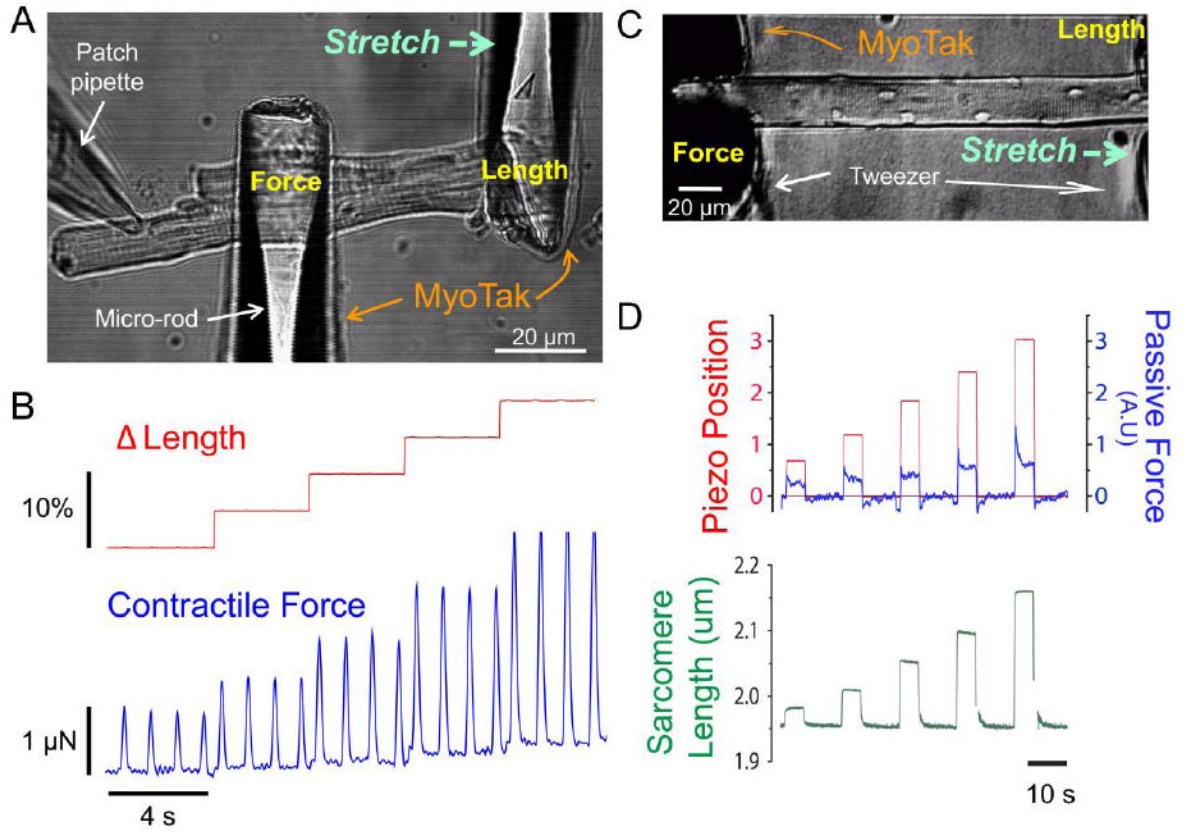 A
Patch
pipette
Stretch
Force
Length
Micro-rod
MyoTak
20 µm
C
MyoTak
Length
Force
Stretch
Tweezer
20 µm
B
Δ Length
10%
Contractile Force
1 µN
4 s
D
Piezo Position
3
2
1
0
3
2
1
0
Passive Force
(A.U)
Sarcomere
Length (um)
2.2
2.1
2.0
1.9
10 s